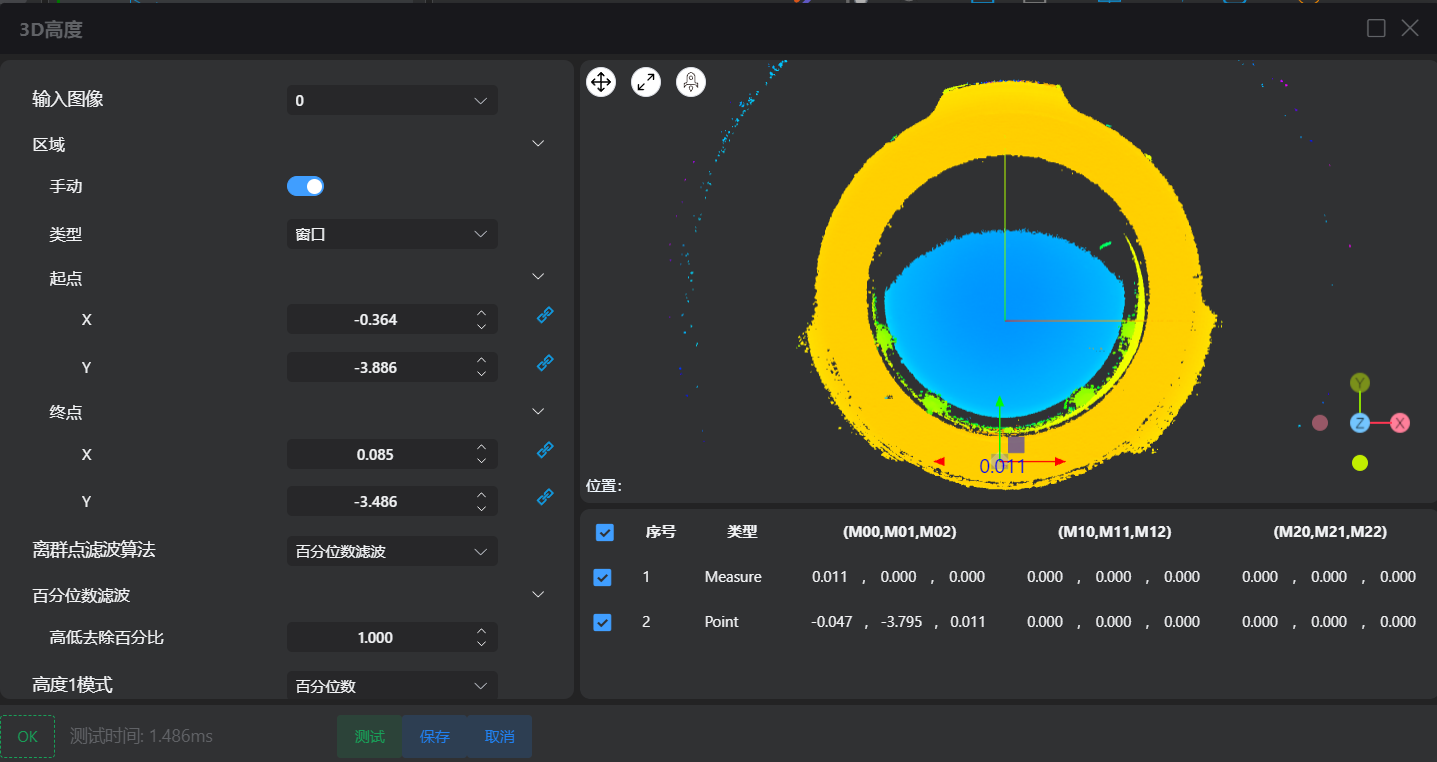 3D高度
输入图像 0
区域
手动
类型 窗口
起点
X -0.364
Y -3.886
终点
X 0.085
Y -3.486
离群点滤波算法 百分位数滤波
百分位数滤波
高低去除百分比 1.000
高度1模式 百分位数
0.011
Y
Z X
位置:
序号 类型 (M00,M01,M02) (M10,M11,M12) (M20,M21,M22)
1 Measure 0.011 , 0.000 , 0.000 0.000 , 0.000 , 0.000 0.000 , 0.000 , 0.000
2 Point -0.047 , -3.795 , 0.011 0.000 , 0.000 , 0.000 0.000 , 0.000 , 0.000
OK 测试时间: 1.486ms 测试 保存 取消